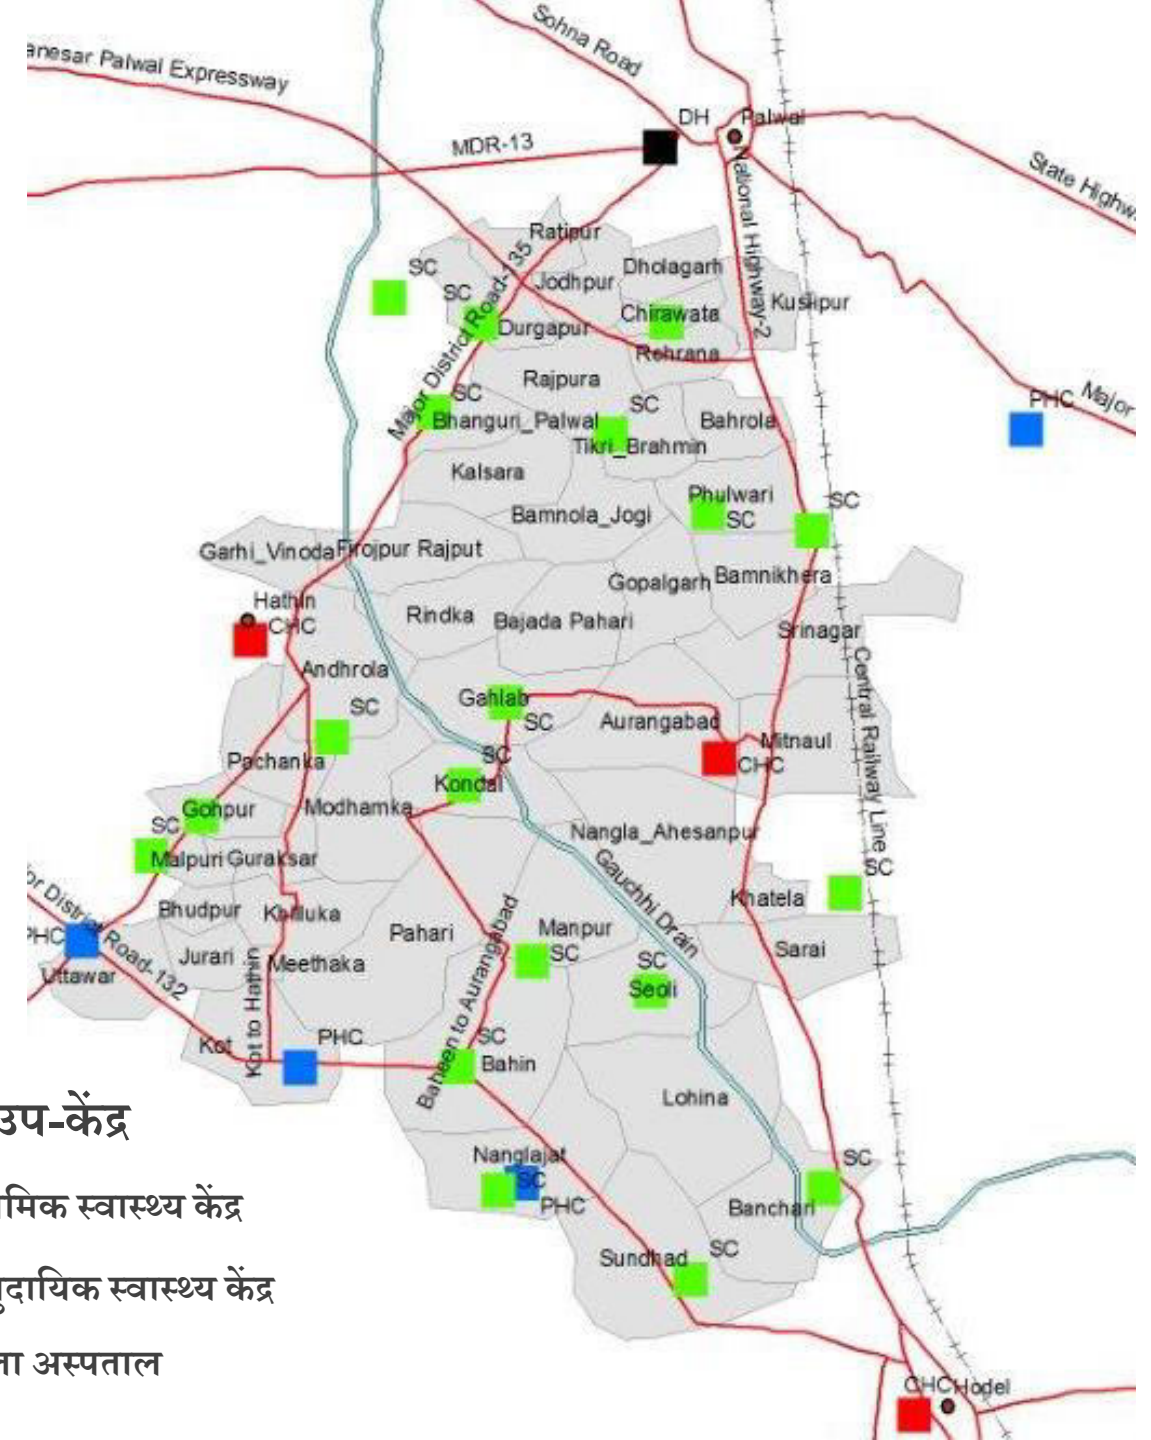 Sohna Road
anesar Palwal Expressway
DH
Palwal
MDR-13
State Highw
National Highway-2
Ratipur
SC
Dholagarh
Jodhpur
SC
Major District Road-135
Chirawata
Durgapur
Rehrana
Rajpura
SC
SC
PHC
Major
Bhanguri_Palwal
Bahrola
Tikri_Brahmin
Kalsara
Phulwari
SC
SC
Bamnola_Jogi
Garhi_Vinoda
Firojpur Rajput
Gopalgarh
Bamnikhera
Hathin
CHC
Rindka
Bajada Pahari
Srinagar
Andhrola
Central Railway Line
SC
Gahlab
SC
Aurangabad
Mitnaul
CHC
Pachanka
SC
Kondal
Modhamka
Gohpur
SC
Malpuri
Guraksar
Nangla_Ahesanpur
Gauchhi Drain
SC
Khatela
or District Road-132
Bhudpur
PHC
Jurari
Meethaka
Pahari
Manpur
SC
Sarai
SC
Seoli
Uttawar
Kot to Hathin
Baheen to Aurangabad
Kot
PHC
SC
Bahin
Lohina
उप-केंद्र
Nanglajat
SC
PHC
SC
Banchari
मिक स्वास्थ्य केंद्र
Sundhad
SC
ुदायिक स्वास्थ्य केंद्र
ा अस्पताल
CHC
Hodel